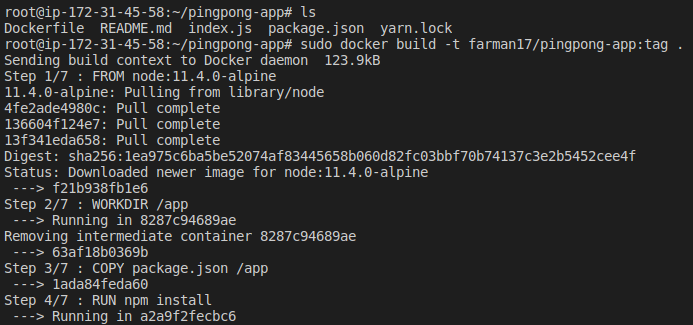 root@ip-172-31-45-58:~/pingpong-app# ls
Dockerfile  README.md  index.js  package.json  yarn.lock
root@ip-172-31-45-58:~/pingpong-app# sudo docker build -t farman17/pingpong-app:tag .
Sending build context to Docker daemon  123.9kB
Step 1/7 : FROM node:11.4.0-alpine
11.4.0-alpine: Pulling from library/node
4fe2ade4980c: Pull complete
136604f124e7: Pull complete
13f341eda658: Pull complete
Digest: sha256:1ea975c6ba5be52074af83445658b060d82fc03bbf70b74137c3e2b5452cee4f
Status: Downloaded newer image for node:11.4.0-alpine
 ---> f21b938fb1e6
Step 2/7 : WORKDIR /app
 ---> Running in 8287c94689ae
Removing intermediate container 8287c94689ae
 ---> 63af18b0369b
Step 3/7 : COPY package.json /app
 ---> 1ada84feda60
Step 4/7 : RUN npm install
 ---> Running in a2a9f2fecbc6